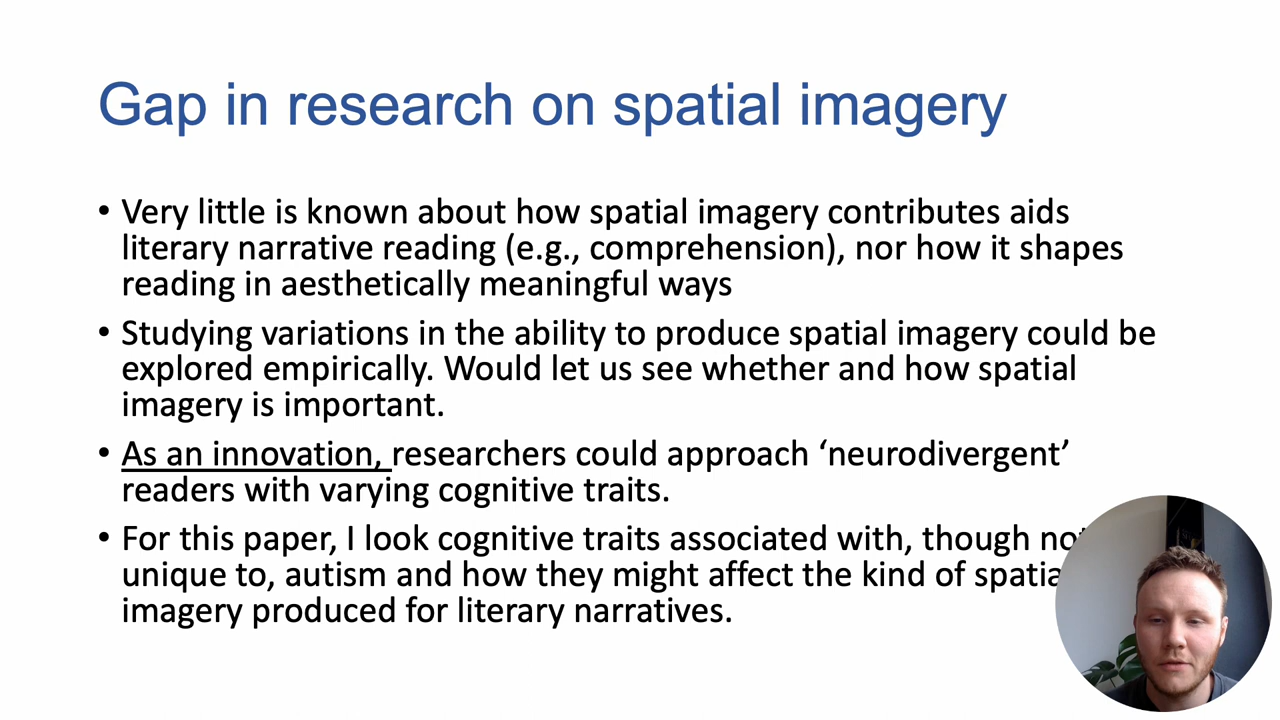 Gap in research on spatial imagery
• Very little is known about how spatial imagery contributes aids
literary narrative reading (e.g., comprehension), nor how it shapes
reading in aesthetically meaningful ways
• Studying variations in the ability to produce spatial imagery could be
explored empirically. Would let us see whether and how spatial
imagery is important.
• As an innovation, researchers could approach ‘neurodivergent’
readers with varying cognitive traits.
• For this paper, I look cognitive traits associated with, though
unique to, autism and how they might affect the kind of
imagery produced for literary narratives.